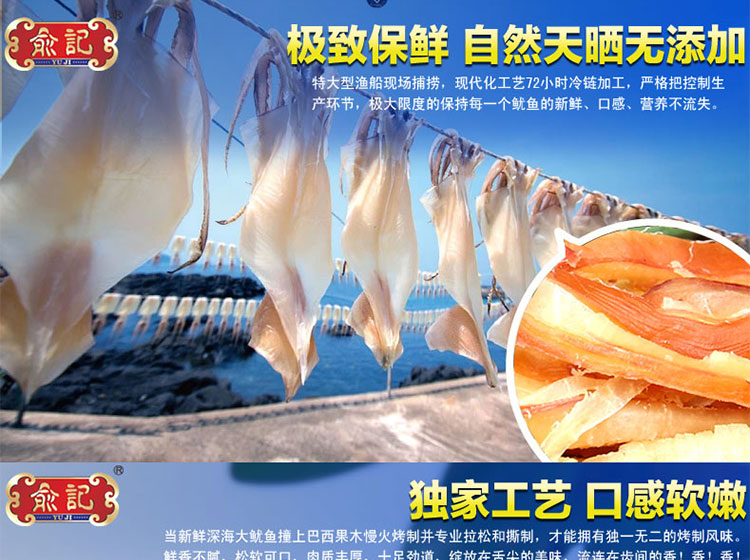 俞記
YUJI
极致保鲜 自然天晒无添加
特大型渔船现场捕捞，现代化工艺72小时冷链加工，严格把控制生
产环节，极大限度的保持每一个鱿鱼的新鲜、口感、营养不流失。
俞記
YUJI
®
独家工艺 口感软嫩
当新鲜深海大鱿鱼撞上巴西果木慢火烤制并专业拉松和撕制，才能拥有独一无二的烤制风味。
鲜香不腻，松软可口，肉质丰厚，十足劲道，绽放在舌尖的美味，流连在齿间的香！香！香！